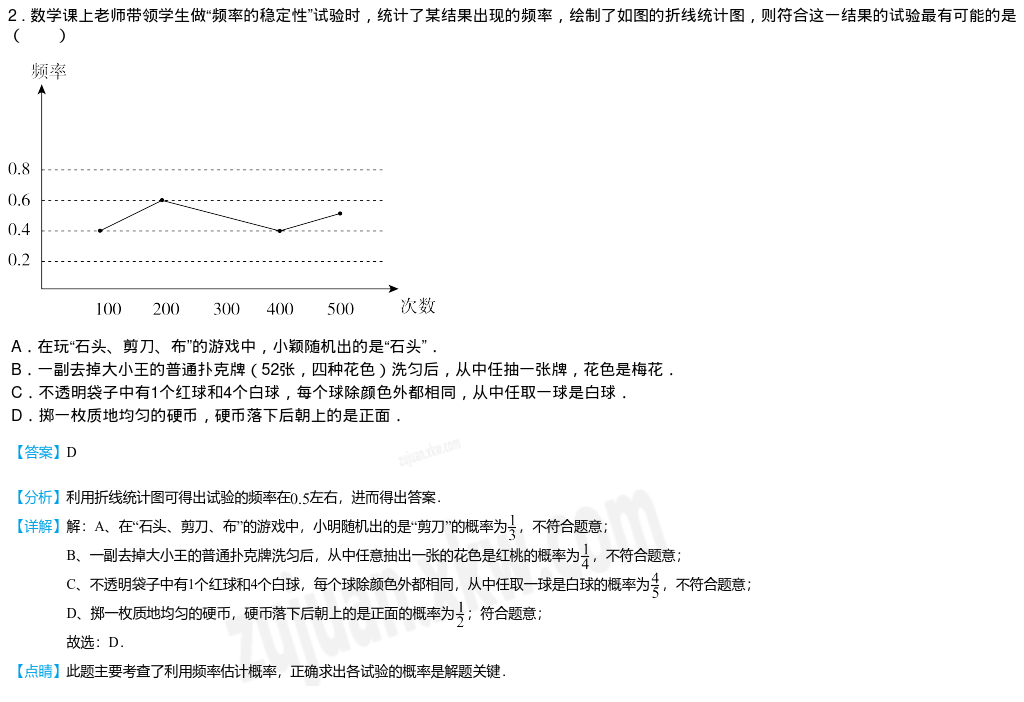 2．数学课上老师带领学生做“频率的稳定性”试验时，统计了某结果出现的频率，绘制了如图的折线统计图，则符合这一结果的试验最有可能的是
（　　）
频率
0.8
0.6
0.4
0.2
100 200 300 400 500 次数
A．在玩“石头、剪刀、布”的游戏中，小颖随机出的是“石头”．
B．一副去掉大小王的普通扑克牌（52张，四种花色）洗匀后，从中任抽一张牌，花色是梅花．
C．不透明袋子中有1个红球和4个白球，每个球除颜色外都相同，从中任取一球是白球．
D．掷一枚质地均匀的硬币，硬币落下后朝上的是正面．
【答案】D
zujuan.xkw.com
【分析】利用折线统计图可得出试验的频率在0.5左右，进而得出答案．
【详解】解：A、在“石头、剪刀、布”的游戏中，小明随机出的是“剪刀”的概率为1/3，不符合题意；
B、一副去掉大小王的普通扑克牌洗匀后，从中任意抽出一张的花色是红桃的概率为1/4，不符合题意；
C、不透明袋子中有1个红球和4个白球，每个球除颜色外都相同，从中任取一球是白球的概率为4/5，不符合题意；
D、掷一枚质地均匀的硬币，硬币落下后朝上的是正面的概率为1/2；符合题意；
故选：D．
【点睛】此题主要考查了利用频率估计概率，正确求出各试验的概率是解题关键．
zujuan.xkw.com